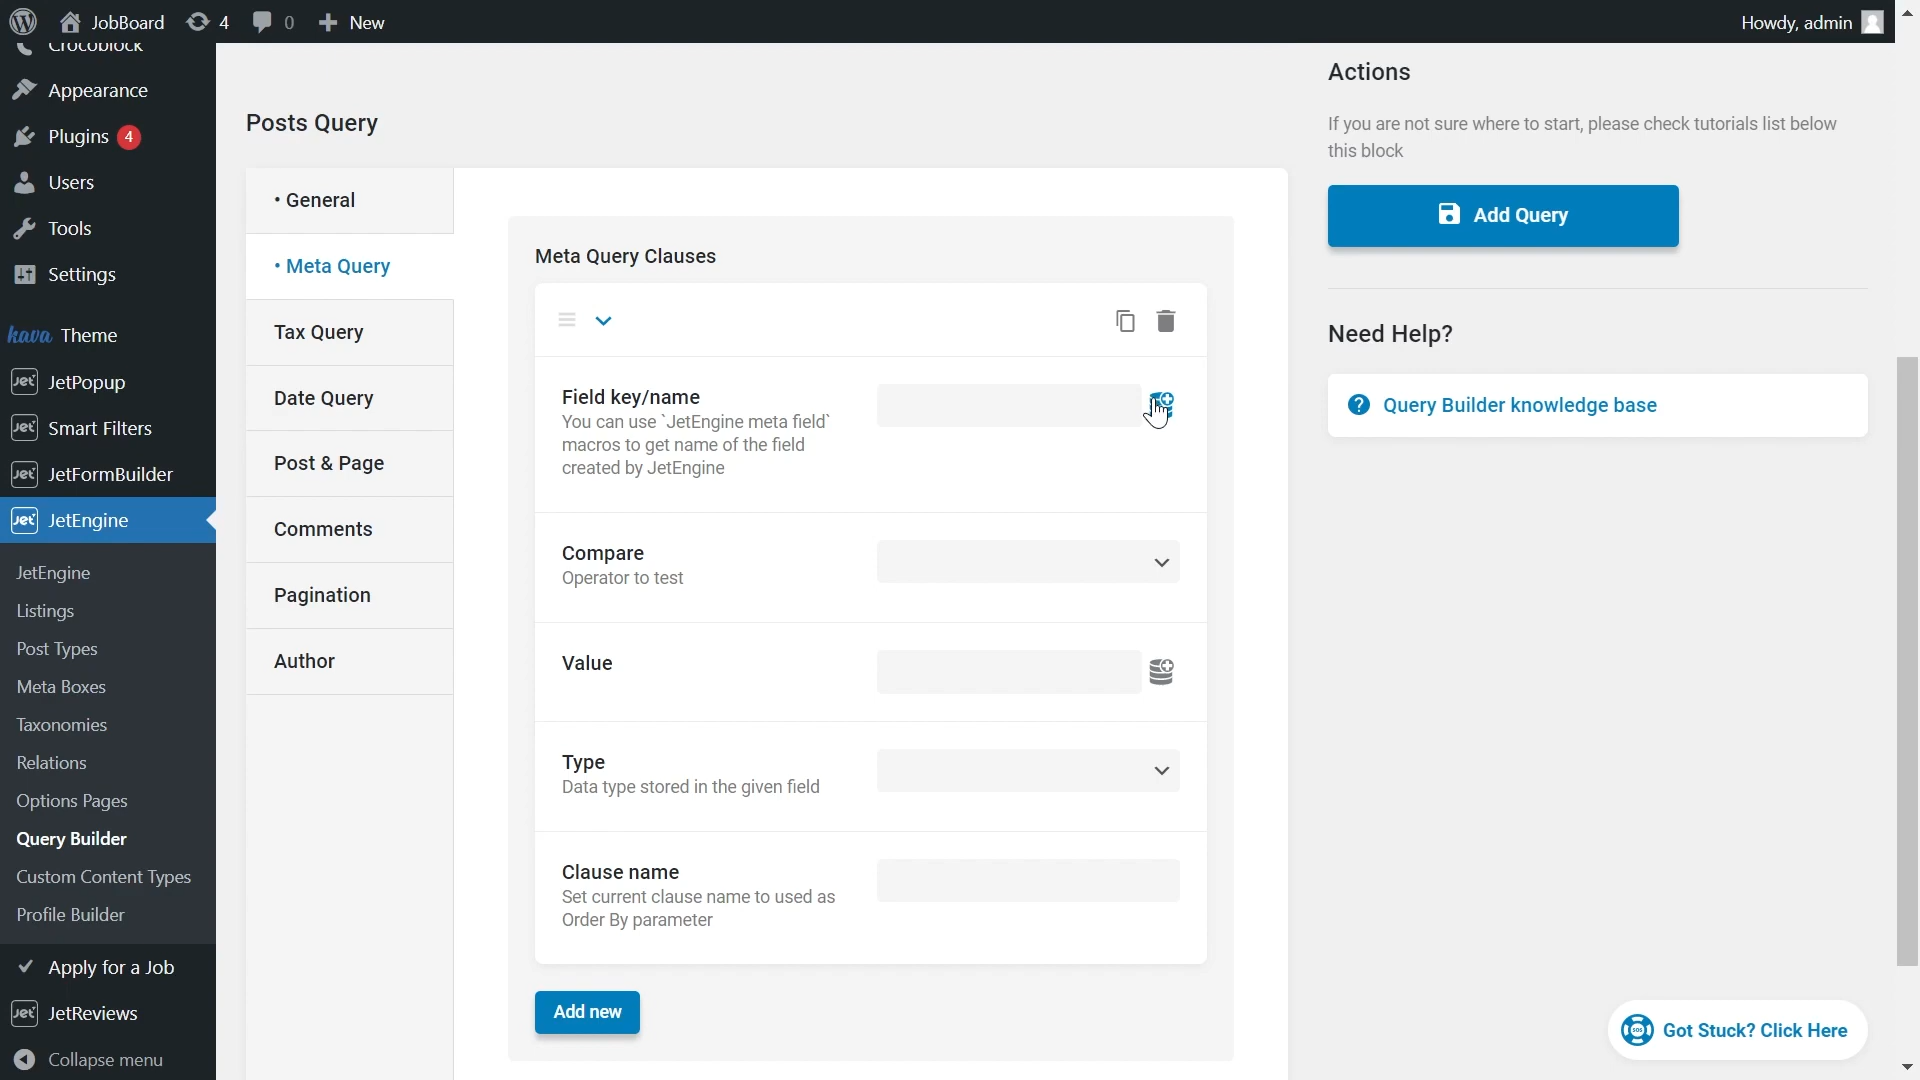 JobBoard
4
0
New
Howdy, admin
Crocoblock
Appearance
Plugins 4
Users
Tools
Settings
kava Theme
Jet JetPopup
Jet Smart Filters
Jet JetFormBuilder
Jet JetEngine
JetEngine
Listings
Post Types
Meta Boxes
Taxonomies
Relations
Options Pages
Query Builder
Custom Content Types
Profile Builder
Apply for a Job
Jet JetReviews
Collapse menu
Posts Query
• General
• Meta Query
Tax Query
Date Query
Post & Page
Comments
Pagination
Author
Meta Query Clauses
Field key/name
You can use `JetEngine meta field`
macros to get name of the field
created by JetEngine
Compare
Operator to test
Value
Type
Data type stored in the given field
Clause name
Set current clause name to used as
Order By parameter
Add new
Actions
If you are not sure where to start, please check tutorials list below
this block
Add Query
Need Help?
? Query Builder knowledge base
SOS Got Stuck? Click Here